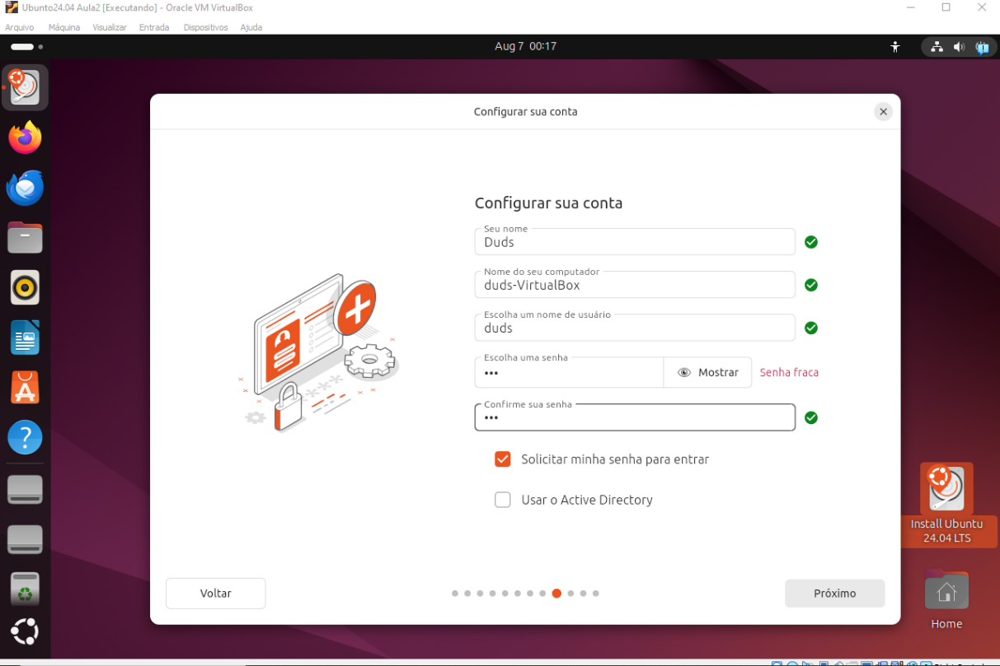 Ubunto24.04 Aula2 [Executando] - Oracle VM VirtualBox
Arquivo Máquina Visualizar Entrada Dispositivos Ajuda
Aug 7 00:17
Configurar sua conta
Configurar sua conta
Seu nome
Duds
Nome do seu computador
duds-VirtualBox
Escolha um nome de usuário
duds
Escolha uma senha
••• Mostrar Senha fraca
Confirme sua senha
•••
Solicitar minha senha para entrar
Usar o Active Directory
Install Ubuntu
24.04 LTS
Voltar Próximo
Home